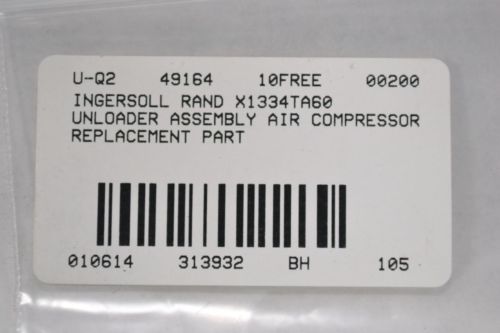 U-Q2 49164 10FREE 00200
INGERSOLL RAND X1334TA60
UNLOADER ASSEMBLY AIR COMPRESSOR
REPLACEMENT PART
010614 313932 BH 105